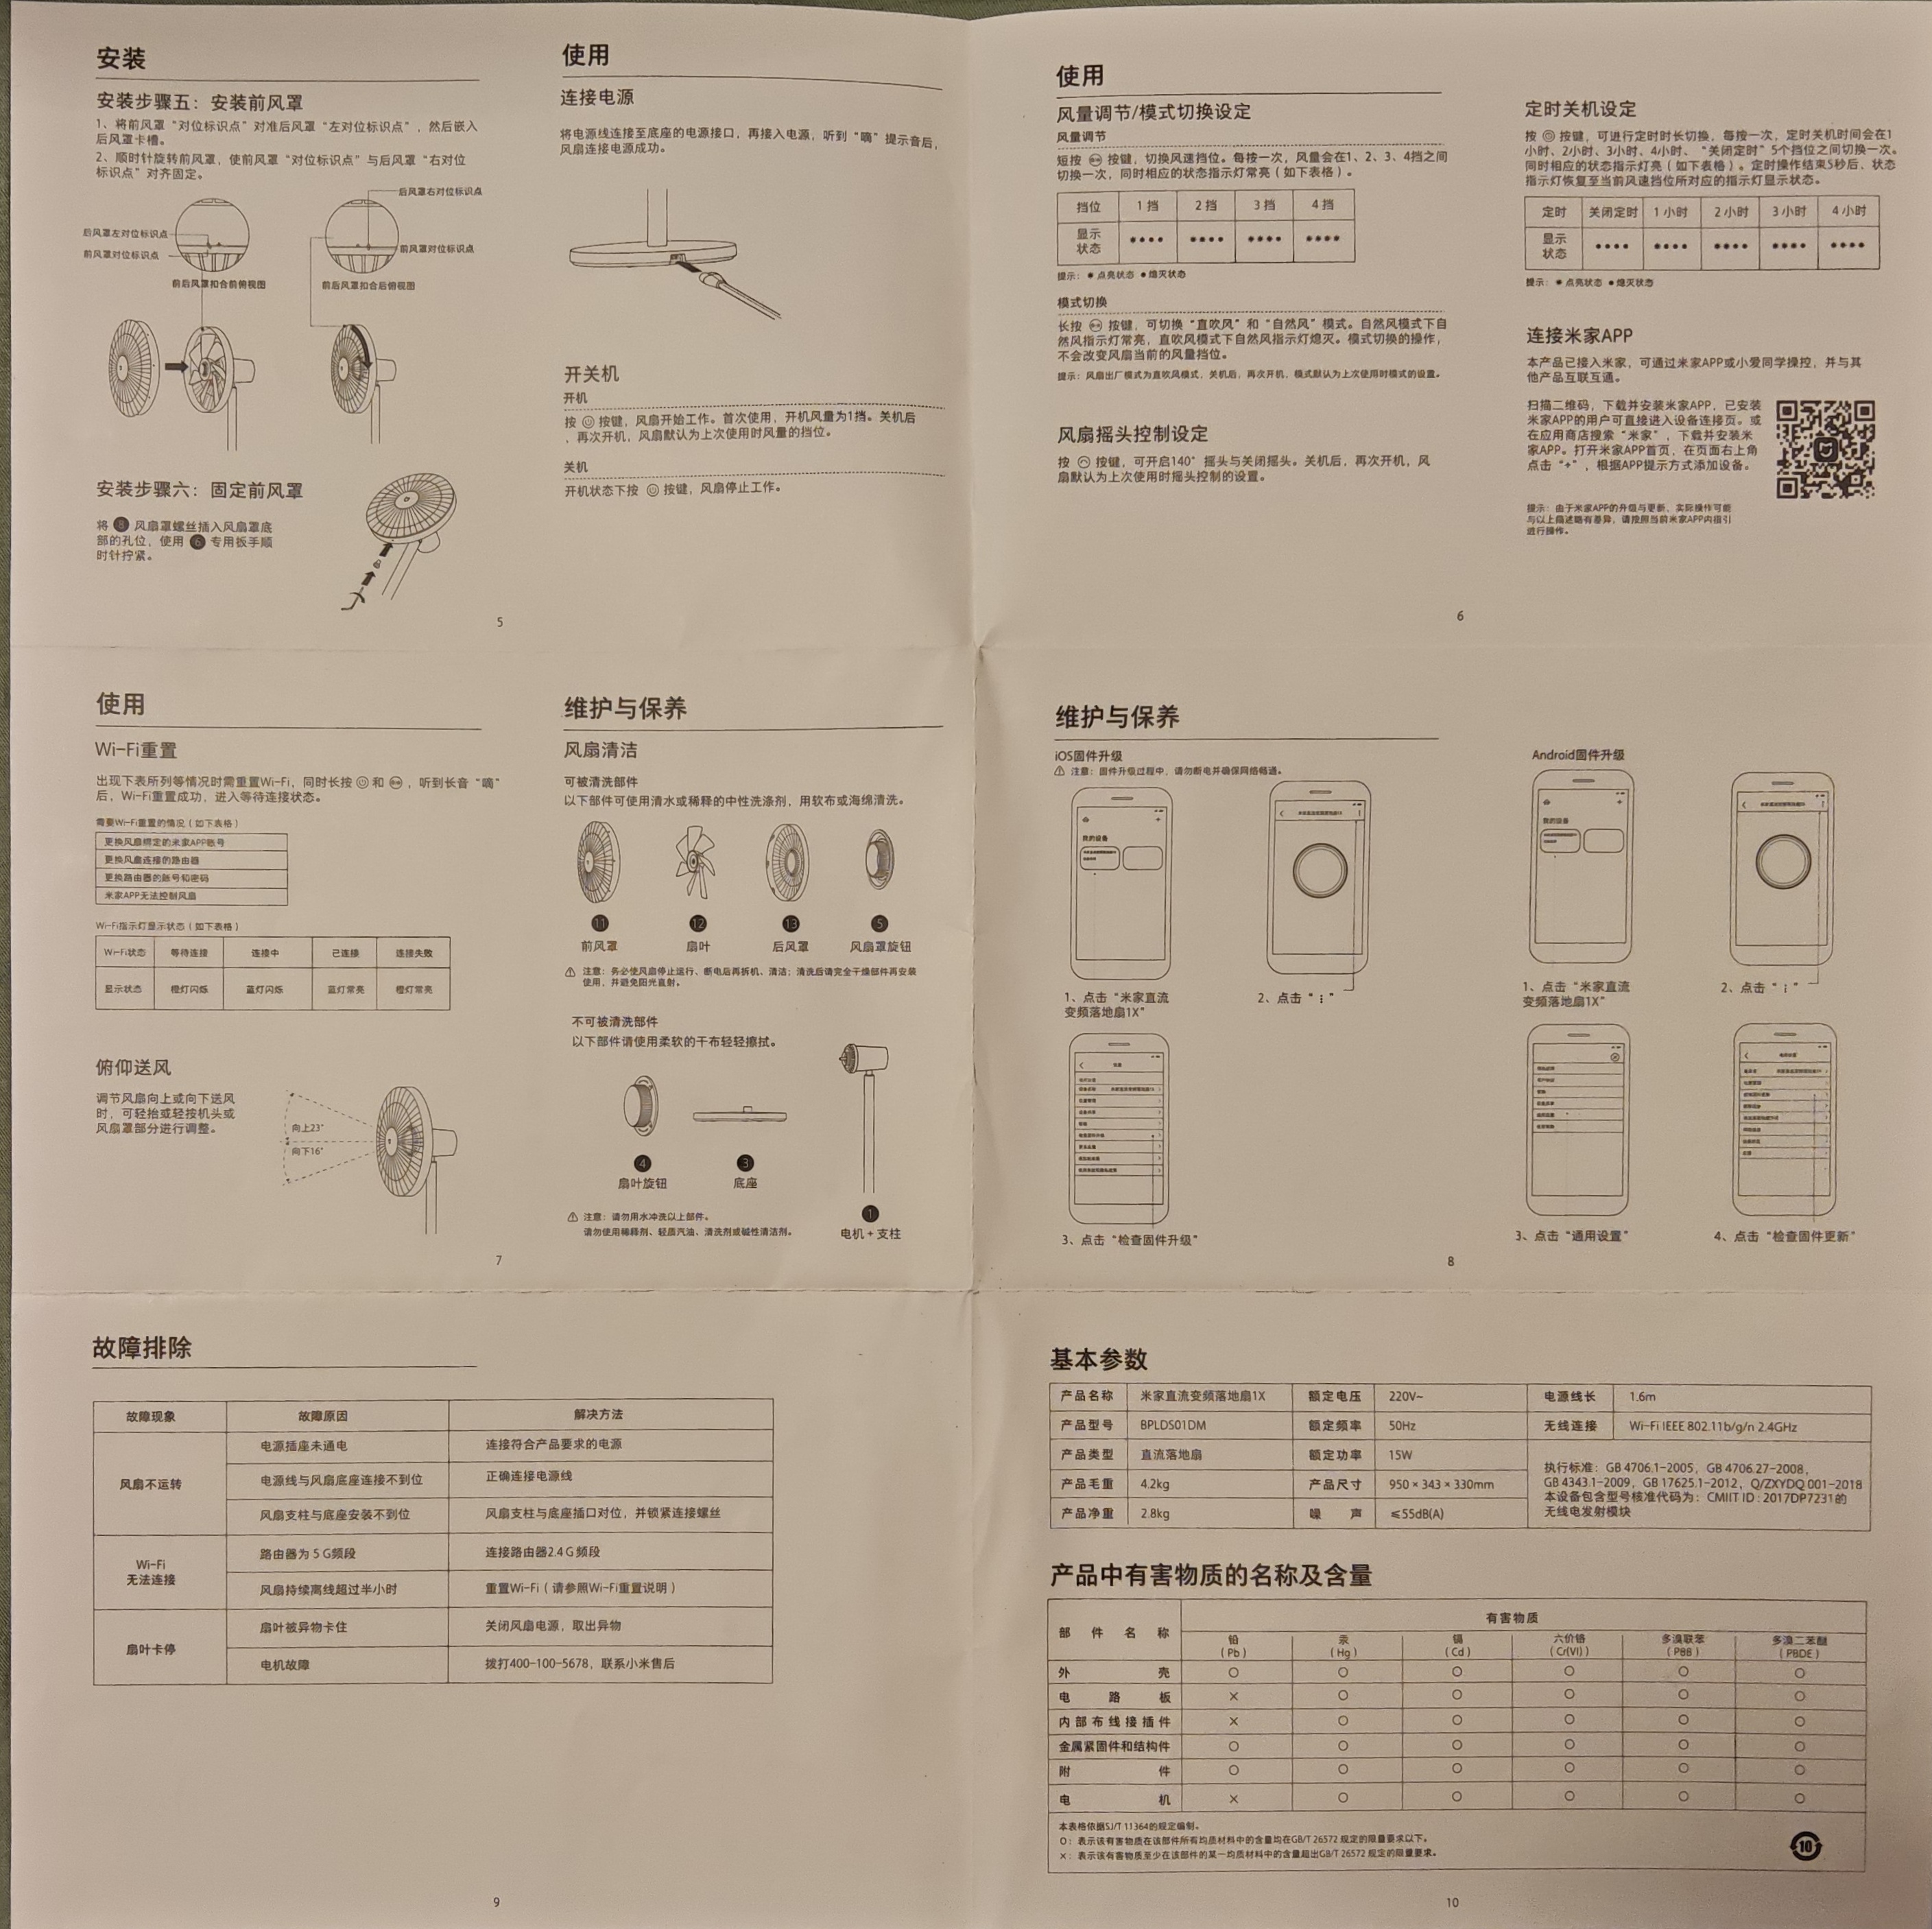 安装
安装步骤五：安装前风罩
1、将前风罩“对位标识点”对准后风罩“左对位标识点”，然后嵌入
后风罩卡槽。
2、顺时针旋转前风罩，使前风罩“对位标识点”与后风罩“右对位
标识点”对齐固定。
后风罩右对位标识点
后风罩左对位标识点
前风罩对位标识点
前风罩对位标识点
前后风罩扣合前俯视图
前后风罩扣合后俯视图
安装步骤六：固定前风罩
将 8 风扇罩螺丝插入风扇罩底
部的孔位，使用 6 专用扳手顺
时针拧紧。
使用
连接电源
将电源线连接至底座的电源接口，再接入电源，听到“嘀”提示音后，
风扇连接电源成功。
开关机
开机
按 按键，风扇开始工作。首次使用，开机风量为1挡。关机后
，再次开机，风扇默认为上次使用时风量的挡位。
关机
开机状态下按 按键，风扇停止工作。
5
使用
风量调节/模式切换设定
风量调节
短按 按键，切换风速挡位。每按一次，风量会在1、2、3、4挡之间
切换一次，同时相应的状态指示灯常亮（如下表格）。
挡位 1 挡 2 挡 3 挡 4 挡
显示
状态
提示： 点亮状态 ●熄灭状态
模式切换
长按 按键，可切换“直吹风”和“自然风”模式。自然风模式下自
然风指示灯常亮，直吹风模式下自然风指示灯熄灭。模式切换的操作，
不会改变风扇当前的风量挡位。
提示：风扇出厂模式为直吹风模式，关机后，再次开机，模式默认为上次使用时模式的设置。
风扇摇头控制设定
按 按键，可开启140°摇头与关闭摇头。关机后，再次开机，风
扇默认为上次使用时摇头控制的设置。
定时关机设定
按 按键，可进行定时时长切换，每按一次，定时关机时间会在1
小时、2小时、3小时、4小时、“关闭定时”5个挡位之间切换一次。
同时相应的状态指示灯亮（如下表格）。定时操作结束5秒后，状态
指示灯恢复至当前风速挡位所对应的指示灯显示状态。
定时 关闭定时 1 小时 2 小时 3 小时 4 小时
显示
状态
提示： 点亮状态 ●熄灭状态
连接米家APP
本产品已接入米家，可通过米家APP或小爱同学操控，并与其
他产品互联互通。
扫描二维码，下载并安装米家APP，已安装
米家APP的用户可直接进入设备连接页。或
在应用商店搜索“米家”，下载并安装米
家APP。打开米家APP首页，在页面右上角
点击“+”，根据APP提示方式添加设备。
提示：由于米家APP的升级与更新，实际操作可能
与以上描述略有差异，请按照当前米家APP内指引
进行操作。
6
使用
Wi-Fi重置
出现下表所列等情况时需重置Wi-Fi，同时长按 和 ，听到长音“嘀”
后，Wi-Fi重置成功，进入等待连接状态。
需要Wi-Fi重置的情况（如下表格）
更换风扇绑定的米家APP账号
更换风扇连接的路由器
更换路由器的账号和密码
米家APP无法控制风扇
Wi-Fi指示灯显示状态（如下表格）
Wi-Fi状态 等待连接 连接中 已连接 连接失败
显示状态 橙灯闪烁 蓝灯闪烁 蓝灯常亮 橙灯常亮
俯仰送风
调节风扇向上或向下送风
时，可轻抬或轻按机头或
风扇罩部分进行调整。
向上23°
向下16°
维护与保养
风扇清洁
可被清洗部件
以下部件可使用清水或稀释的中性洗涤剂，用软布或海绵清洗。
11 12 13 5
前风罩 扇叶 后风罩 风扇罩旋钮
注意：务必使风扇停止运行、断电后再拆机、清洁；清洗后请完全干燥部件再安装
使用，并避免阳光直射。
不可被清洗部件
以下部件请使用柔软的干布轻轻擦拭。
4 3
扇叶旋钮 底座
1
电机 + 支柱
注意：请勿用水冲洗以上部件。
请勿使用稀释剂、轻质汽油、清洗剂或碱性清洁剂。
7
维护与保养
iOS固件升级
注意：固件升级过程中，请勿断电并确保网络畅通。
我的设备
1、点击“米家直流
变频落地扇1X”
2、点击“⋮”
3、点击“检查固件升级”
Android固件升级
我的设备
1、点击“米家直流
变频落地扇1X”
2、点击“⋮”
3、点击“通用设置”
4、点击“检查固件更新”
8
故障排除
故障现象 故障原因 解决方法
风扇不运转
电源插座未通电 连接符合产品要求的电源
电源线与风扇底座连接不到位 正确连接电源线
风扇支柱与底座安装不到位 风扇支柱与底座插口对位，并锁紧连接螺丝
Wi-Fi
无法连接
路由器为 5 G频段 连接路由器2.4 G 频段
风扇持续离线超过半小时 重置Wi-Fi（请参照Wi-Fi重置说明）
扇叶卡停
扇叶被异物卡住 关闭风扇电源，取出异物
电机故障 拨打400-100-5678，联系小米售后
9
基本参数
产品名称 米家直流变频落地扇1X 额定电压 220V~ 电源线长 1.6m
产品型号 BPLDS01DM 额定频率 50Hz 无线连接 Wi-Fi IEEE 802.11b/g/n 2.4GHz
产品类型 直流落地扇 额定功率 15W
产品毛重 4.2kg 产品尺寸 950 × 343 × 330mm
产品净重 2.8kg 噪 声 ≤55dB(A)
执行标准：GB 4706.1-2005，GB 4706.27-2008，
GB 4343.1-2009，GB 17625.1-2012，Q/ZXYDQ 001-2018
本设备包含型号核准代码为：CMIIT ID : 2017DP7231的
无线电发射模块
产品中有害物质的名称及含量
部 件 名 称 有害物质
铅 汞 镉 六价铬 多溴联苯 多溴二苯醚
（Pb） （Hg） （Cd） （Cr(VI)） （PBB） （PBDE）
外 壳 ○ ○ ○ ○ ○ ○
电 路 板 × ○ ○ ○ ○ ○
内部布线接插件 × ○ ○ ○ ○ ○
金属紧固件和结构件 ○ ○ ○ ○ ○ ○
附 件 ○ ○ ○ ○ ○ ○
电 机 × ○ ○ ○ ○ ○
本表格依据SJ/T 11364的规定编制。
○：表示该有害物质在该部件所有均质材料中的含量均在GB/T 26572 规定的限量要求以下。
×：表示该有害物质至少在该部件的某一均质材料中的含量超出GB/T 26572 规定的限量要求。
10
10